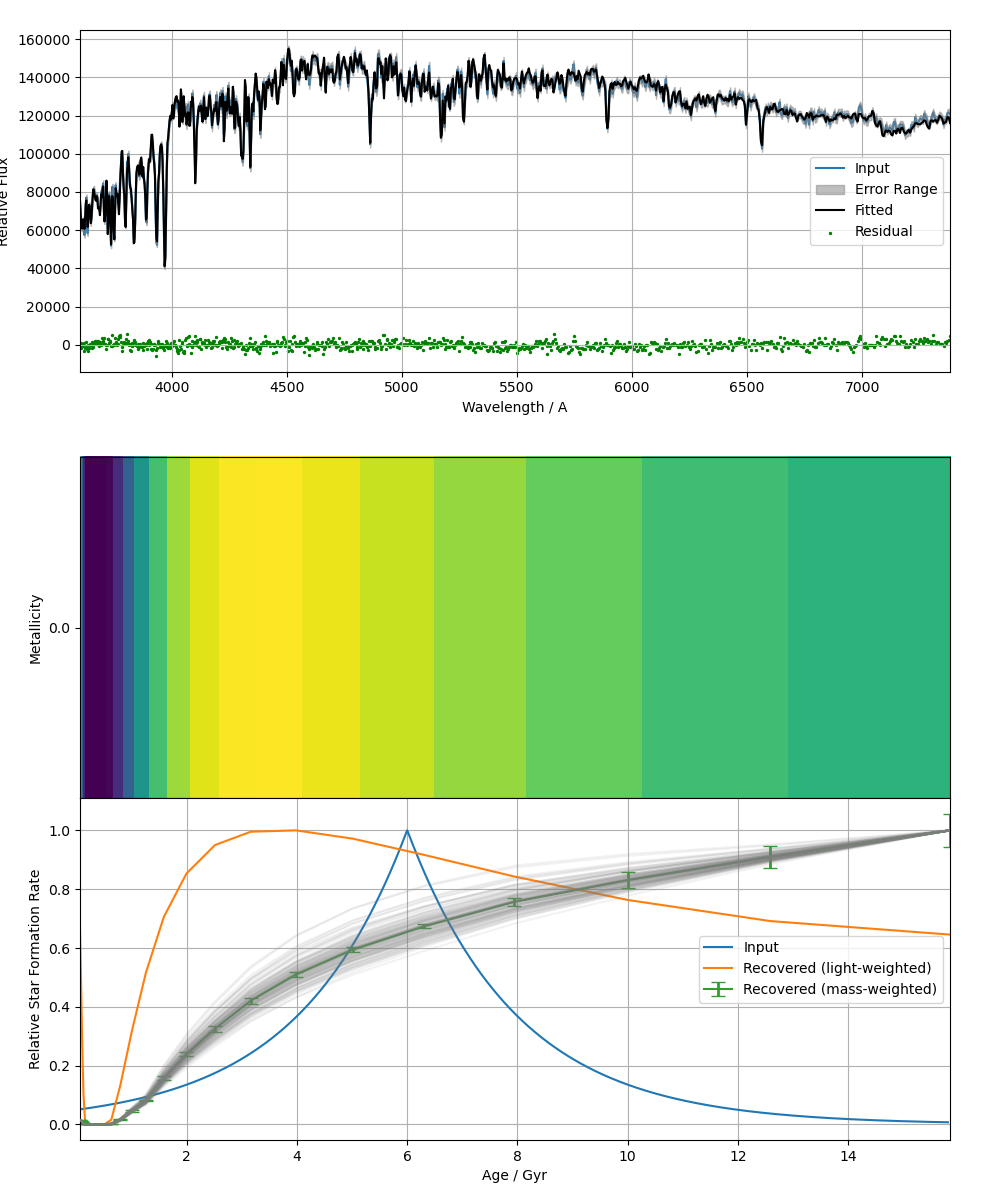 160000
140000
120000
100000
80000
60000
40000
20000
0
Relative Flux
Input
Error Range
Fitted
Residual
4000
4500
5000
5500
6000
6500
7000
Wavelength / A
Metallicity
0.0
1.0
0.8
0.6
0.4
0.2
0.0
Relative Star Formation Rate
Input
Recovered (light-weighted)
Recovered (mass-weighted)
2
4
6
8
10
12
14
Age / Gyr